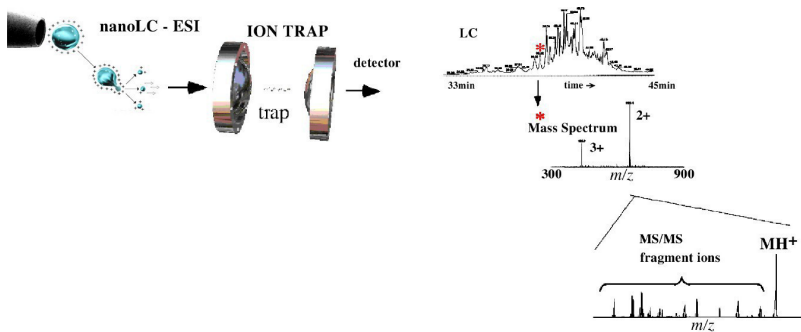 nanoLC - ESI
ION TRAP
trap
detector
LC
*
33min
time →
45min
*
Mass Spectrum
2+
3+
300
m/z
900
MS/MS
fragment ions
MH+
m/z